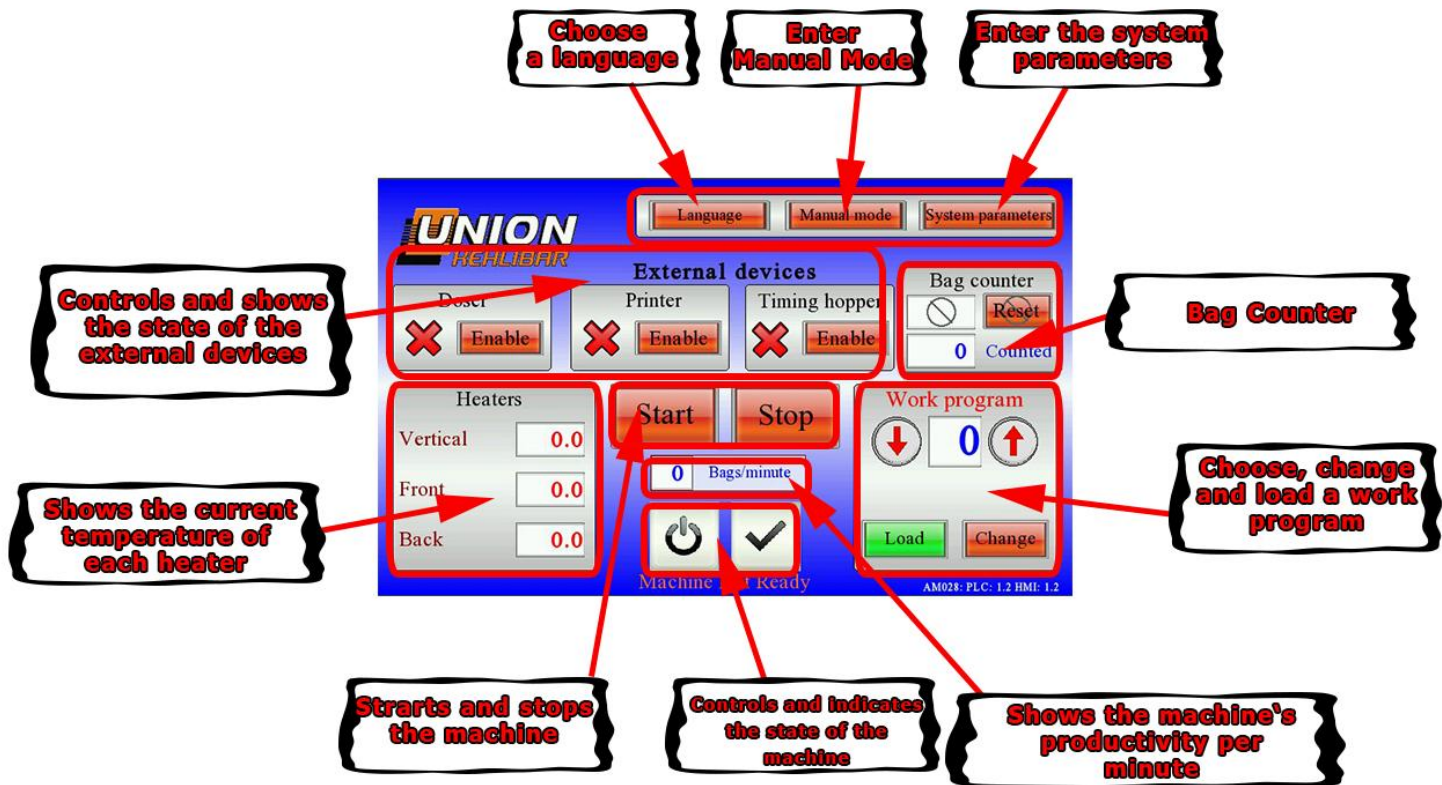 Choose
a language
Enter
Manual Mode
Enter the system
parameters
Language
Manual mode
System parameters
UNION
KEHLIBAR
External devices
Doser
Enable
Printer
Enable
Timing hopper
Enable
Bag counter
Reset
0 Counted
Controls and shows
the state of the
external devices
Bag Counter
Heaters
Vertical 0.0
Front 0.0
Back 0.0
Start
Stop
0 Bags/minute
Machine Ready
Work program
0
Load
Change
AM028: PLC: 1.2 HMI: 1.2
Shows the current
temperature of
each heater
Choose, change
and load a work
program
Strarts and stops
the machine
Controls and indicates
the state of the
machine
Shows the machine's
productivity per
minute